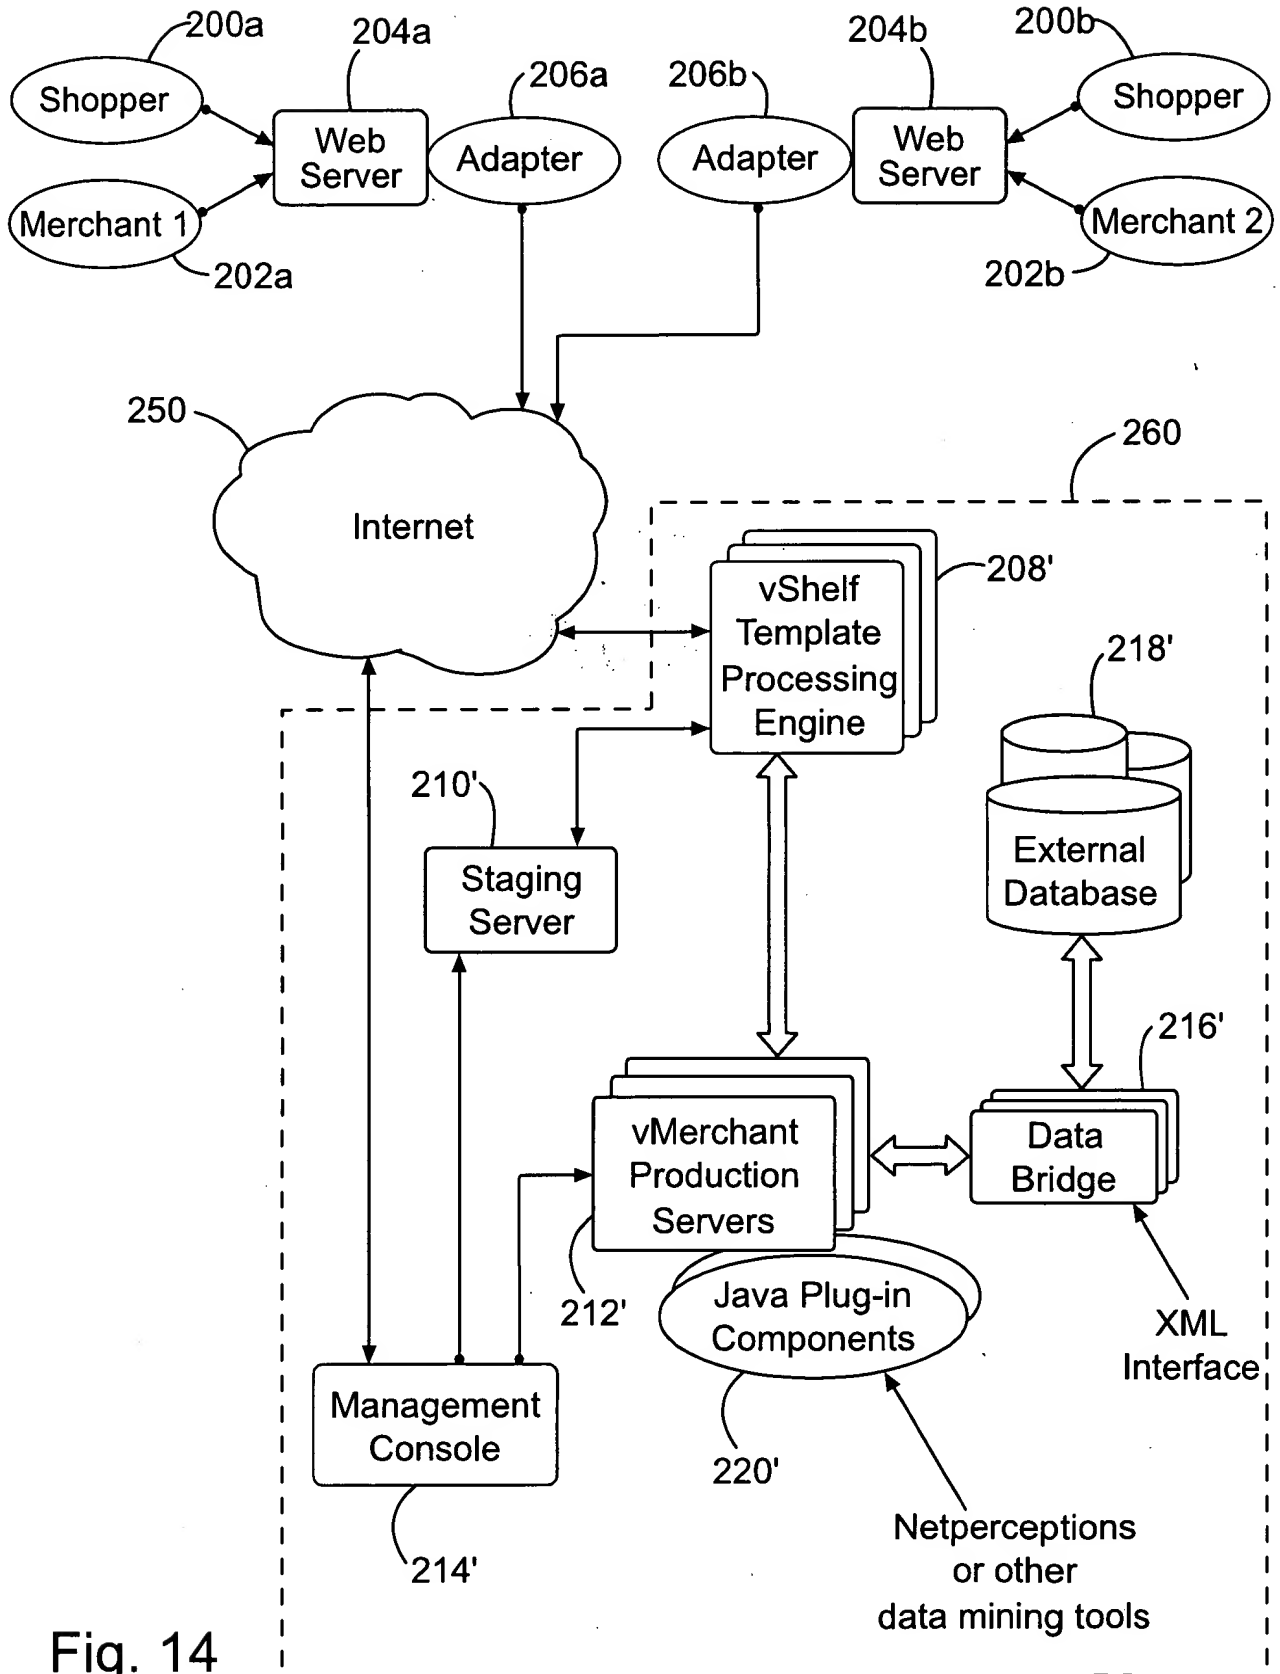 200a
204a
204b
200b
206a
206b
Shopper
Web
Server
Adapter
Adapter
Web
Server
Shopper
Merchant 1
Merchant 2
202a
202b
250
260
Internet
208'
vShelf
Template
Processing
Engine
218'
210'
External
Database
Staging
Server
216'
vMerchant
Production
Servers
Data
Bridge
212'
Java Plug-in
Components
XML
Interface
Management
Console
220'
Netperceptions
or other
data mining tools
214'
Fig. 14